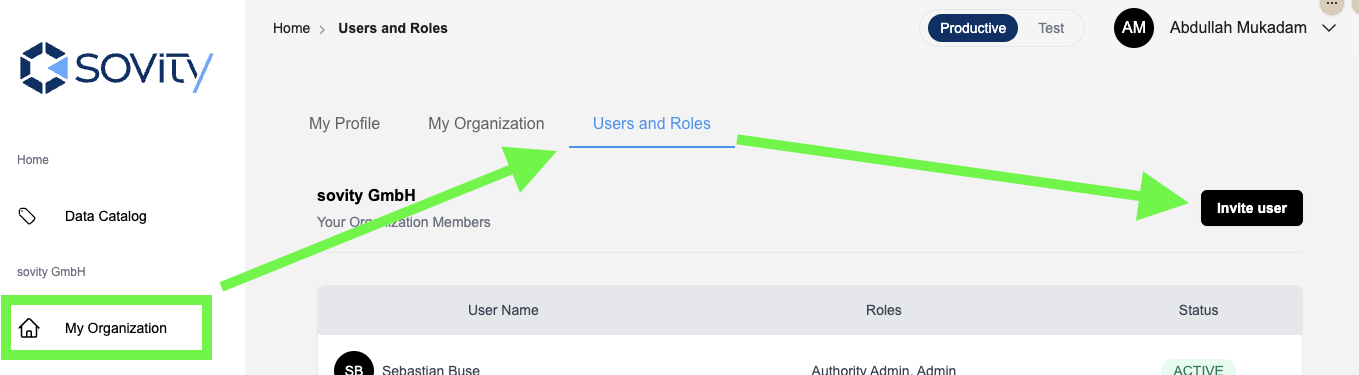 sovity
Home
Data Catalog
sovity GmbH
My Organization
Home > Users and Roles
Productive Test
AM Abdullah Mukadam
My Profile My Organization Users and Roles
sovity GmbH
Your Organization Members
Invite user
User Name Roles Status
SB Sebastian Buse Authority Admin, Admin ACTIVE